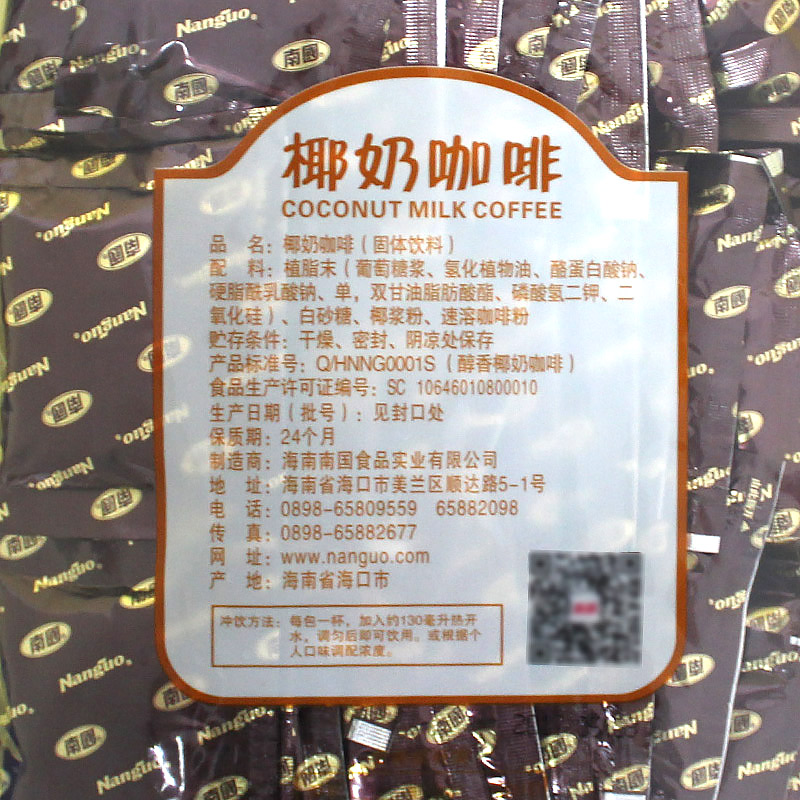 椰奶咖啡
COCONUT MILK COFFEE
品 名：椰奶咖啡（固体饮料）
配 料：植脂末（葡萄糖浆、氢化植物油、酪蛋白酸钠、
硬脂酰乳酸钠、单，双甘油脂肪酸酯、磷酸氢二钾、二
氧化硅）、白砂糖、椰浆粉、速溶咖啡粉
贮存条件：干燥、密封、阴凉处保存
产品标准号：Q/HNNG0001S（醇香椰奶咖啡）
食品生产许可证编号：SC 10646010800010
生产日期（批号）：见封口处
保质期：24个月
制造商：海南南国食品实业有限公司
地 址：海南省海口市美兰区顺达路5-1号
电 话：0898-65809559 65882098
传 真：0898-65882677
网 址：www.nanguo.com
产 地：海南省海口市
冲饮方法：每包一杯，加入约130毫升热开
水，调匀后即可饮用。或根据个
人口味调配浓度。
Nanguo.
南國